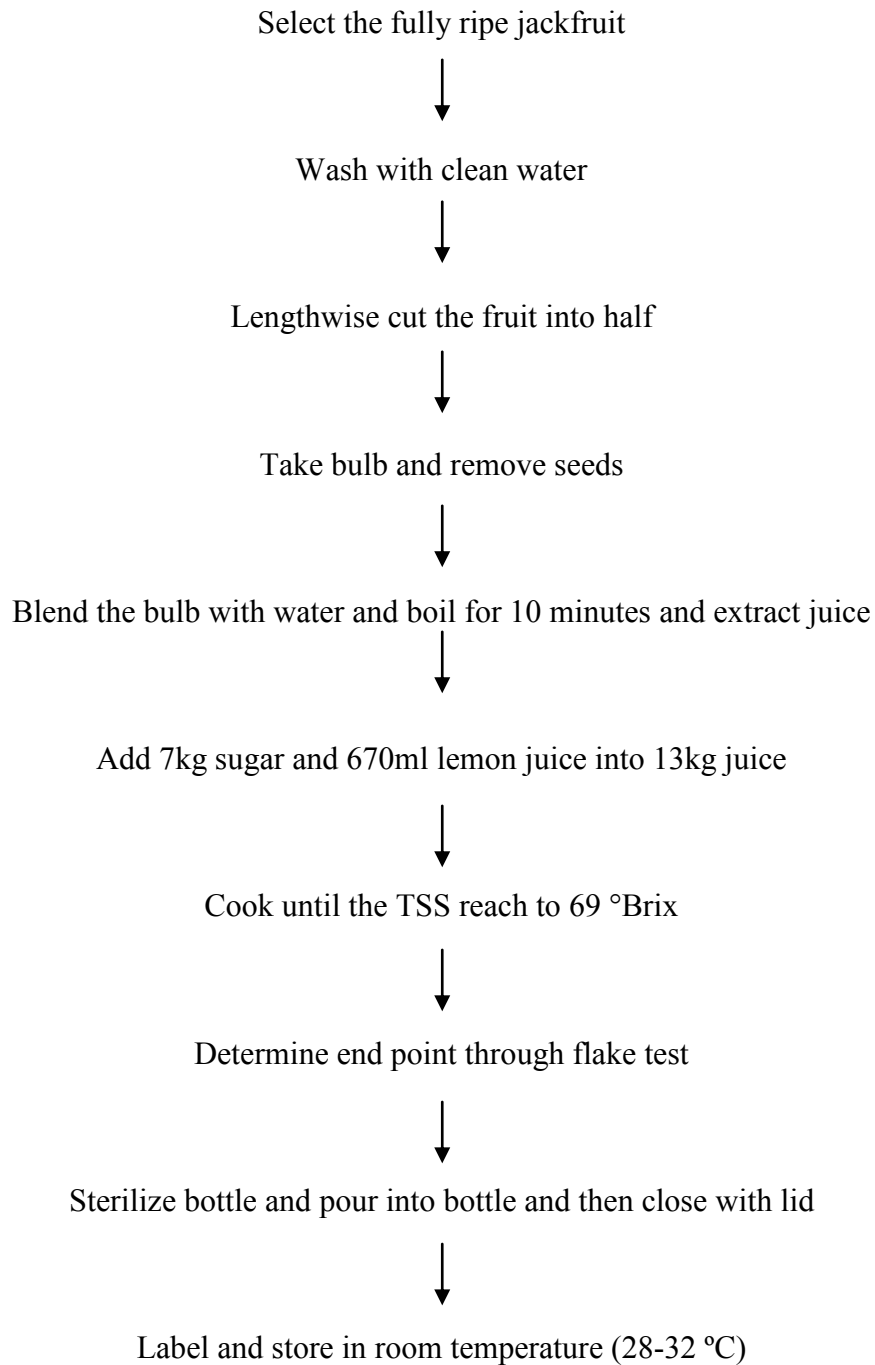 Select the fully ripe jackfruit
Wash with clean water
Lengthwise cut the fruit into half
Take bulb and remove seeds
Blend the bulb with water and boil for 10 minutes and extract juice
Add 7kg sugar and 670ml lemon juice into 13kg juice
Cook until the TSS reach to 69 °Brix
Determine end point through flake test
Sterilize bottle and pour into bottle and then close with lid
Label and store in room temperature (28-32 ºC)